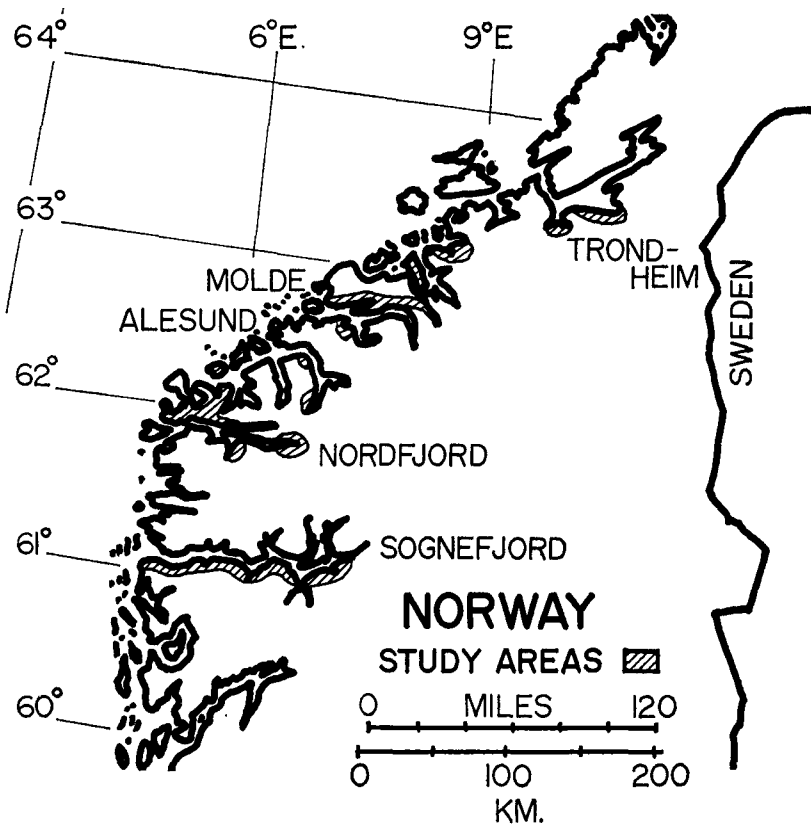 64°
6°E.
9°E
63°
TROND-
HEIM
MOLDE
ALESUND
SWEDEN
62°
NORDFJORD
61°
SOGNEFJORD
NORWAY
STUDY AREAS
60°
0 MILES 120
0 100 200
KM.